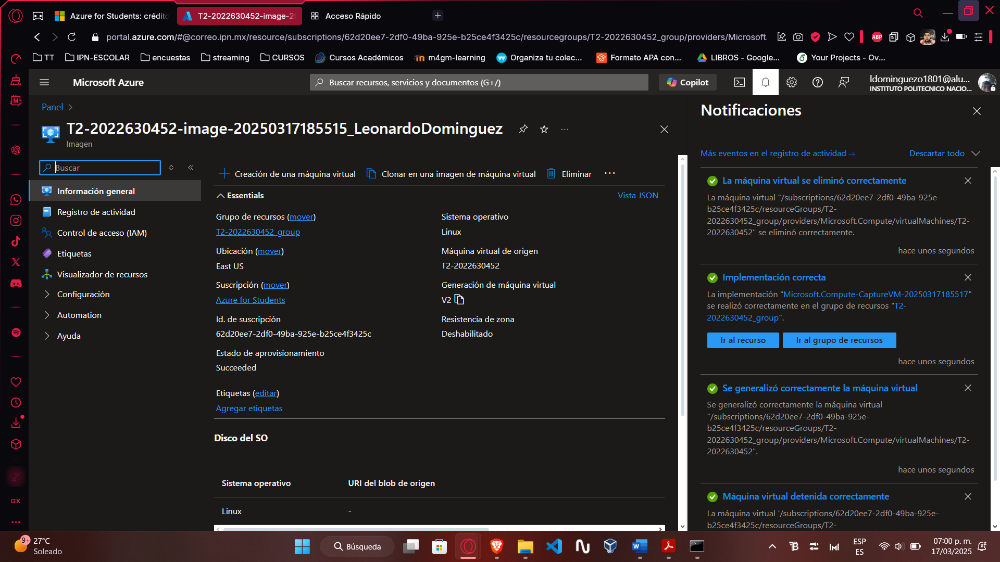 Azure for Students: crédito
T2-2022630452-image-20
Acceso Rápido
portal.azure.com/#@correo.ipn.mx/resource/subscriptions/62d20ee7-2df0-49ba-925e-b25ce4f3425c/resourcegroups/T2-2022630452_group/providers/Microsoft.
ABP
TT
IPN-ESCOLAR
encuestas
streaming
CURSOS
Cursos Académicos
m4gm-learning
Organiza tu colec...
Formato APA con...
LIBROS - Google...
Your Projects - Ov...
Microsoft Azure
Buscar recursos, servicios y documentos (G+/)
Copilot
ldominguezo1801@alu...
INSTITUTO POLITECNICO NACIO...
Panel
T2-2022630452-image-20250317185515_LeonardoDominguez
Imagen
Buscar
Información general
Registro de actividad
Control de acceso (IAM)
Etiquetas
Visualizador de recursos
Configuración
Automation
Ayuda
Creación de una máquina virtual
Clonar en una imagen de máquina virtual
Eliminar
Essentials
Vista JSON
Grupo de recursos (mover)
T2-2022630452_group
Ubicación (mover)
East US
Suscripción (mover)
Azure for Students
Id. de suscripción
62d20ee7-2df0-49ba-925e-b25ce4f3425c
Estado de aprovisionamiento
Succeeded
Sistema operativo
Linux
Máquina virtual de origen
T2-2022630452
Generación de máquina virtual
V2
Resistencia de zona
Deshabilitado
Etiquetas (editar)
Agregar etiquetas
Disco del SO
Sistema operativo
URI del blob de origen
Linux
-
Notificaciones
Más eventos en el registro de actividad →
Descartar todo
La máquina virtual se eliminó correctamente
La máquina virtual "/subscriptions/62d20ee7-2df0-49ba-925e-
b25ce4f3425c/resourceGroups/T2-
2022630452_group/providers/Microsoft.Compute/virtualMachines/T2-
2022630452" se eliminó correctamente.
hace unos segundos
Implementación correcta
La implementación "Microsoft.Compute-CaptureVM-20250317185517"
se realizó correctamente en el grupo de recursos "T2-
2022630452_group".
Ir al recurso
Ir al grupo de recursos
hace unos segundos
Se generalizó correctamente la máquina virtual
Se generalizó correctamente la máquina virtual
"/subscriptions/62d20ee7-2df0-49ba-925e-
b25ce4f3425c/resourceGroups/T2-
2022630452_group/providers/Microsoft.Compute/virtualMachines/T2-
2022630452".
hace unos segundos
Máquina virtual detenida correctamente
La máquina virtual '/subscriptions/62d20ee7-2df0-49ba-925e-
b25ce4f3425c/resourceGroups/T2-
GX
9+
27°C
Soleado
Búsqueda
ESP
ES
07:00 p. m.
17/03/2025